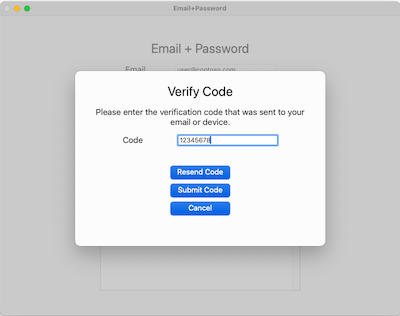 Email+Password
Email + Password
Email user@contoso.com
Verify Code
Please enter the verification code that was sent to your
email or device.
Code 12345678
Resend Code
Submit Code
Cancel